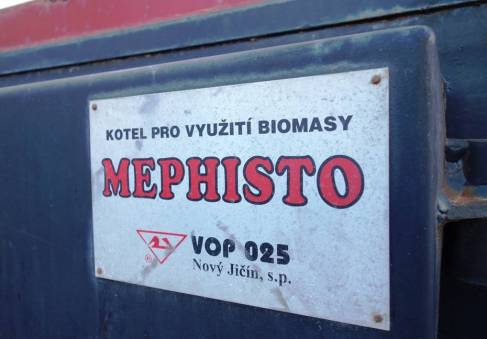 KOTEL PRO VYUŽITÍ BIOMASY
MEPHISTO
® VOP 025
Nový Jičín, s.p.